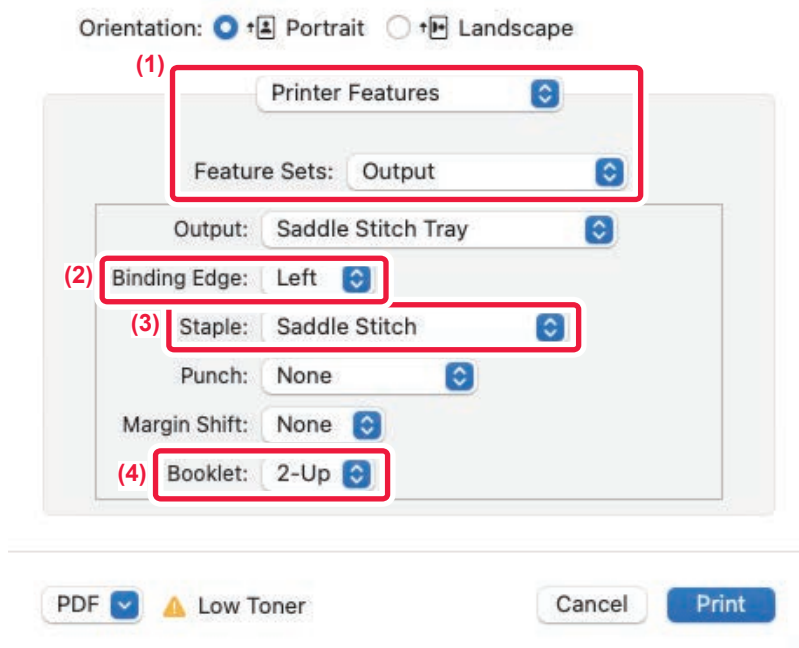 Orientation: Portrait Landscape
(1)
Printer Features
Feature Sets: Output
Output: Saddle Stitch Tray
(2) Binding Edge: Left
(3) Staple: Saddle Stitch
Punch: None
Margin Shift: None
(4) Booklet: 2-Up
PDF Low Toner Cancel Print